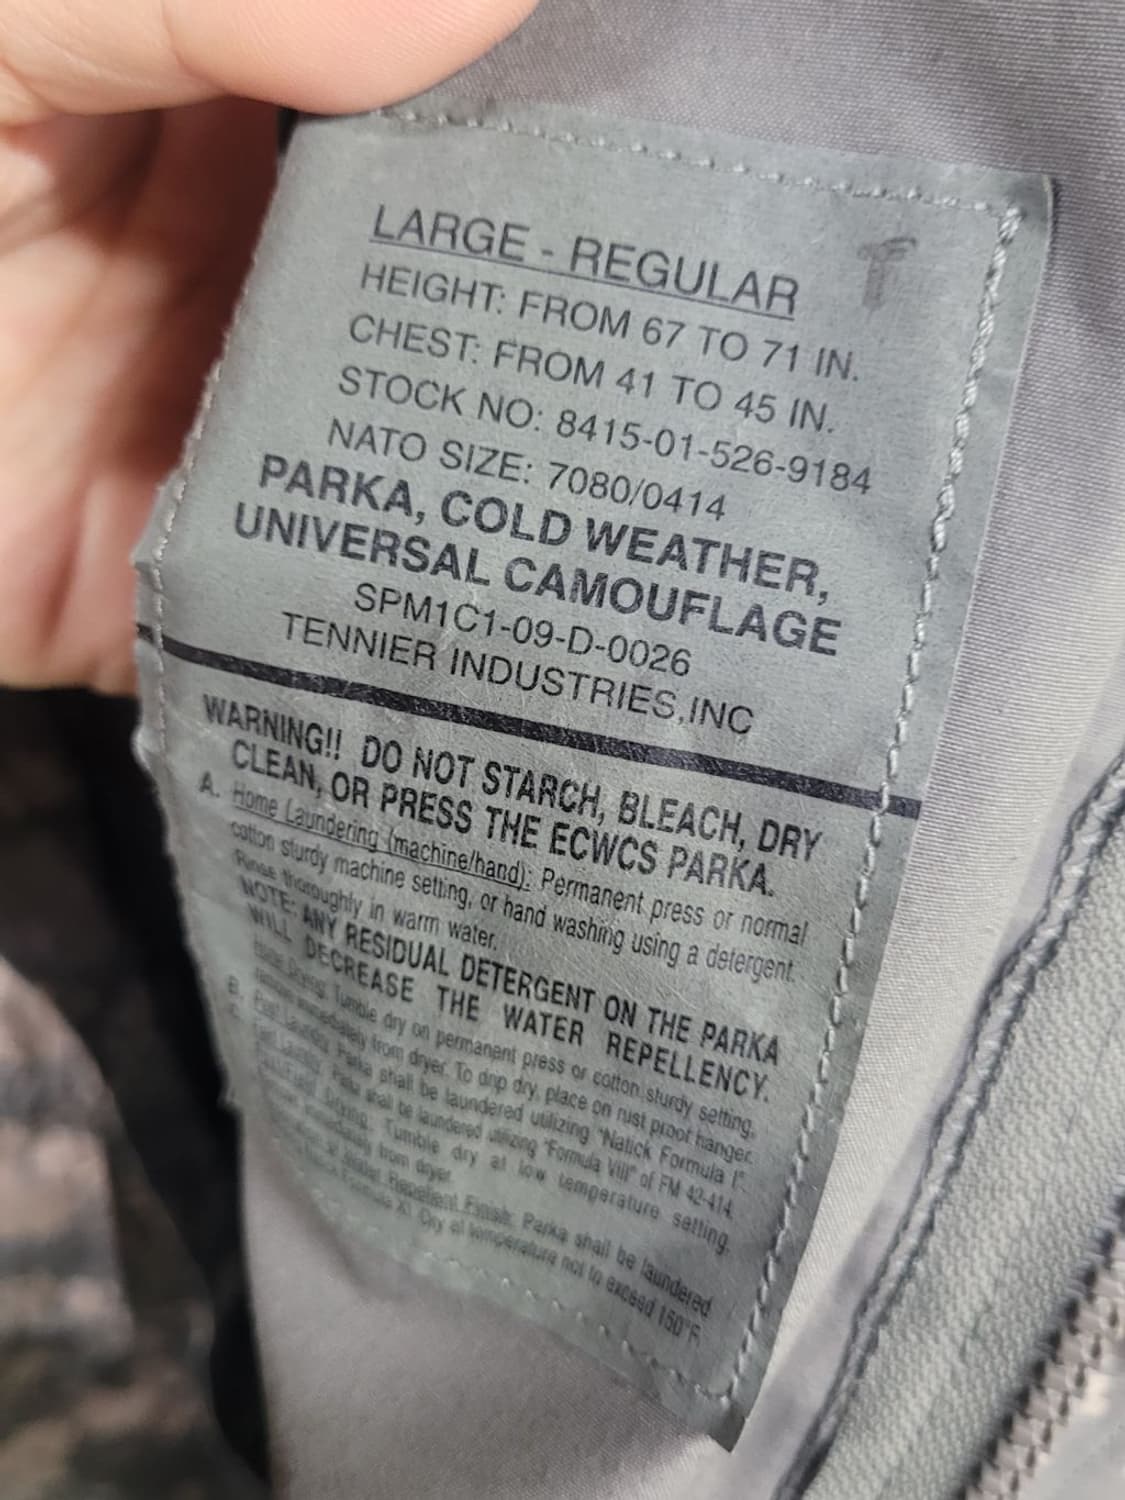 LARGE - REGULAR
HEIGHT: FROM 67 TO 71 IN.
CHEST: FROM 41 TO 45 IN.
STOCK NO: 8415-01-526-9184
NATO SIZE: 7080/0414
PARKA, COLD WEATHER,
UNIVERSAL CAMOUFLAGE
SPM1C1-09-D-0026
TENNIER INDUSTRIES,INC
WARNING!! DO NOT STARCH, BLEACH, DRY
CLEAN, OR PRESS THE ECWCS PARKA.
A. Home Laundering (machine/hand): Permanent press or normal
cotton sturdy machine setting, or hand washing using a detergent.
Rinse thoroughly in warm water.
NOTE: ANY RESIDUAL DETERGENT ON THE PARKA
WILL DECREASE THE WATER REPELLENCY.
Drying: Tumble dry on permanent press or cotton sturdy setting,
immediately from dryer. To drip dry, place on rust proof hanger.
B. Parka shall be laundered utilizing "Natick Formula I".
Parka shall be laundered utilizing "Formula VIII" of FM 42-414.
Drying: Tumble dry at low temperature setting.
immediately from dryer.
Water Repellent Finish: Parka shall be laundered
Formula XI. Dry at temperature not to exceed 150°F.